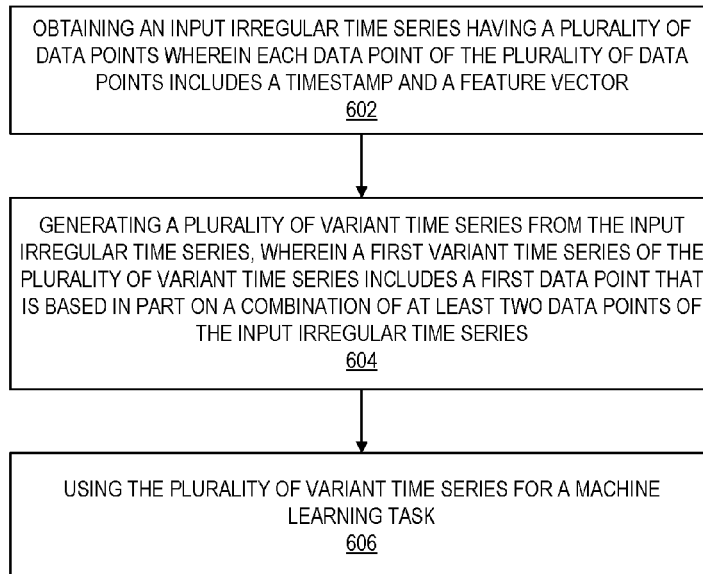 OBTAINING AN INPUT IRREGULAR TIME SERIES HAVING A PLURALITY OF
DATA POINTS WHEREIN EACH DATA POINT OF THE PLURALITY OF DATA
POINTS INCLUDES A TIMESTAMP AND A FEATURE VECTOR
602
GENERATING A PLURALITY OF VARIANT TIME SERIES FROM THE INPUT
IRREGULAR TIME SERIES, WHEREIN A FIRST VARIANT TIME SERIES OF THE
PLURALITY OF VARIANT TIME SERIES INCLUDES A FIRST DATA POINT THAT
IS BASED IN PART ON A COMBINATION OF AT LEAST TWO DATA POINTS OF
THE INPUT IRREGULAR TIME SERIES
604
USING THE PLURALITY OF VARIANT TIME SERIES FOR A MACHINE
LEARNING TASK
606